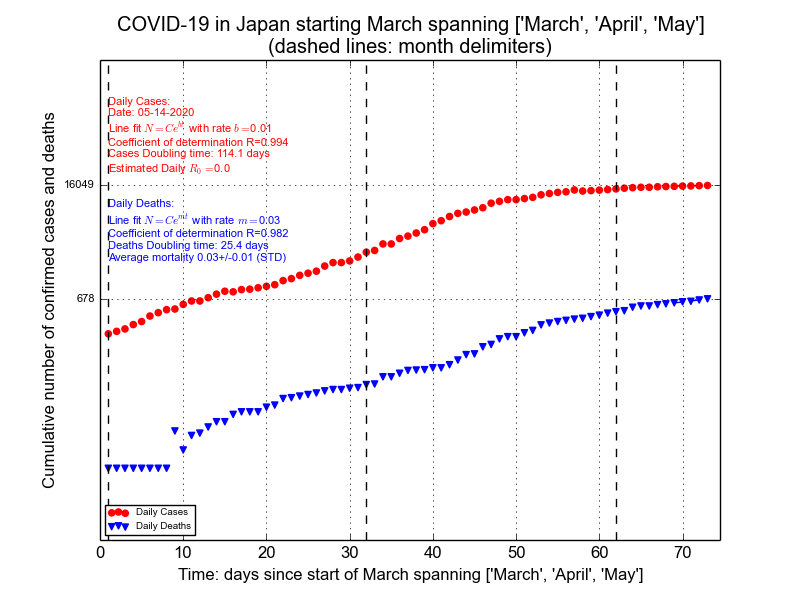 COVID-19 in Japan starting March spanning ['March', 'April', 'May']
(dashed lines: month delimiters)
Daily Cases:
Date: 05-14-2020
Line fit N=Ce^{bt} with rate b=0.01
Coefficient of determination R=0.994
Cases Doubling time: 114.1 days
Estimated Daily R_0=0.0
Daily Deaths:
Line fit N=Ce^{mt} with rate m=0.03
Coefficient of determination R=0.982
Deaths Doubling time: 25.4 days
Average mortality 0.03+/-0.01 (STD)
Cumulative number of confirmed cases and deaths
16049
678
Daily Cases
Daily Deaths
0 10 20 30 40 50 60 70
Time: days since start of March spanning ['March', 'April', 'May']